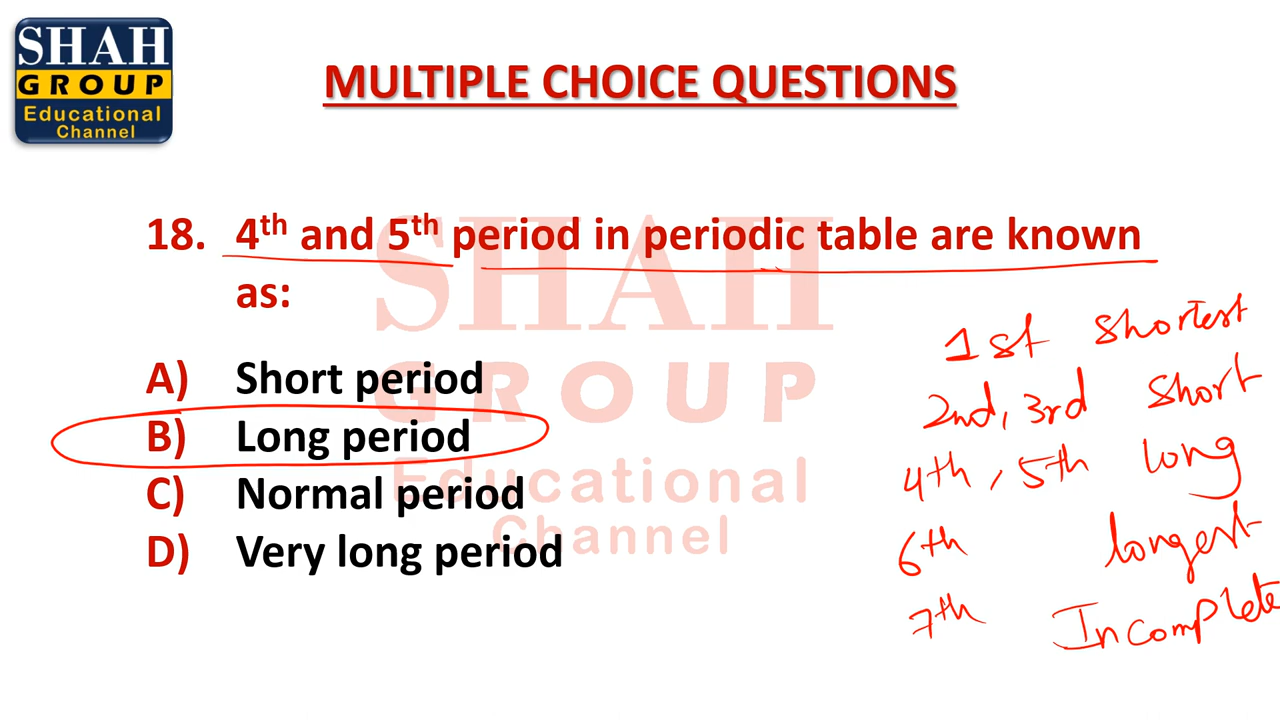 SHAH
GROUP
Educational
Channel
MULTIPLE CHOICE QUESTIONS
18. 4th and 5th period in periodic table are known
as:
A) Short period
B) Long period
C) Normal period
D) Very long period
1st Shortest
2nd, 3rd Short
4th, 5th long
6th longest
7th Incomplete
SHAH
GROUP
Educational
Channel